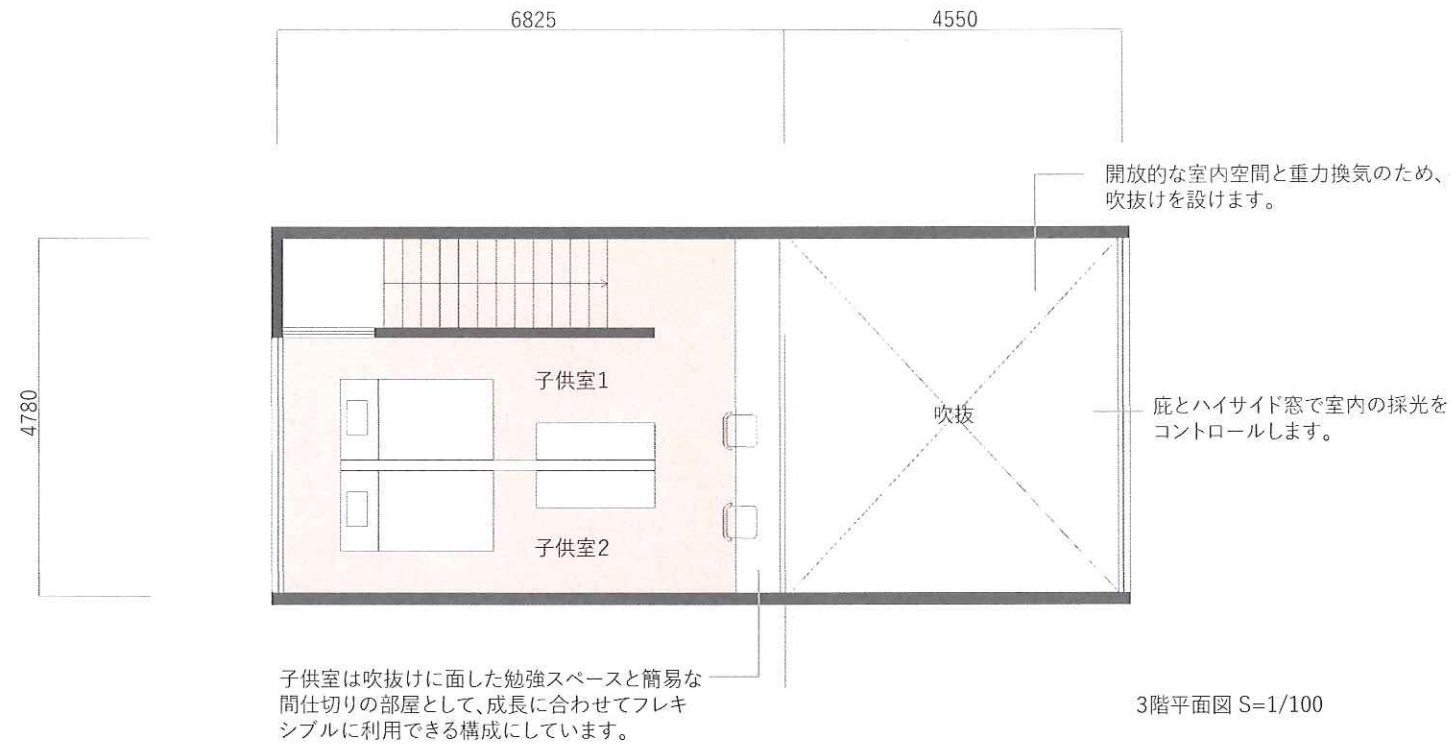 6825
4550
開放的な室内空間と重力換気のため、
吹抜けを設けます。
4780
子供室1
吹抜
庇とハイサイド窓で室内の採光を
コントロールします。
子供室2
子供室は吹抜けに面した勉強スペースと簡易な
間仕切りの部屋として、成長に合わせてフレキ
シブルに利用できる構成にしています。
3階平面図 S=1/100